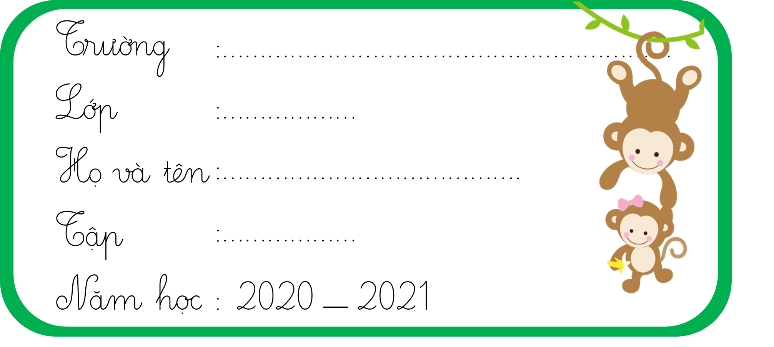 Trường :..........................................................
Lớp :..................
Họ và tên :.......................................
Tập :..................
Năm học : 2020 _ 2021